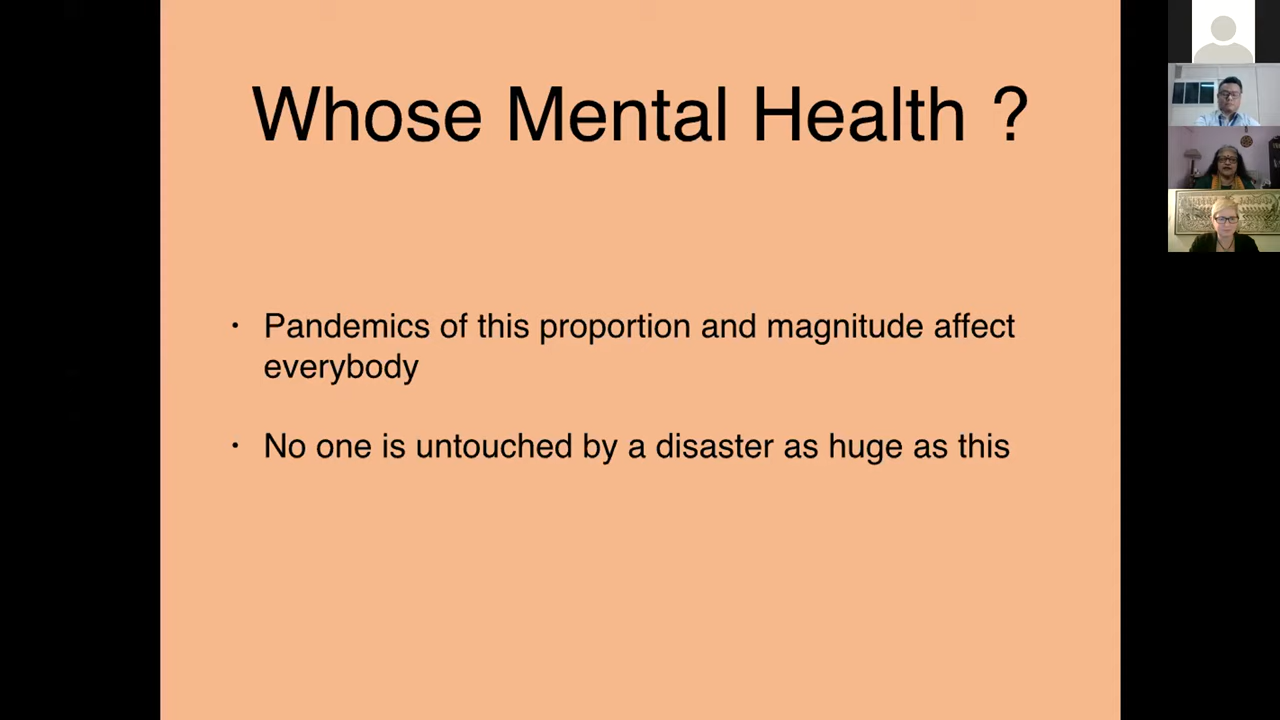 Whose Mental Health ?
• Pandemics of this proportion and magnitude affect
everybody
• No one is untouched by a disaster as huge as this